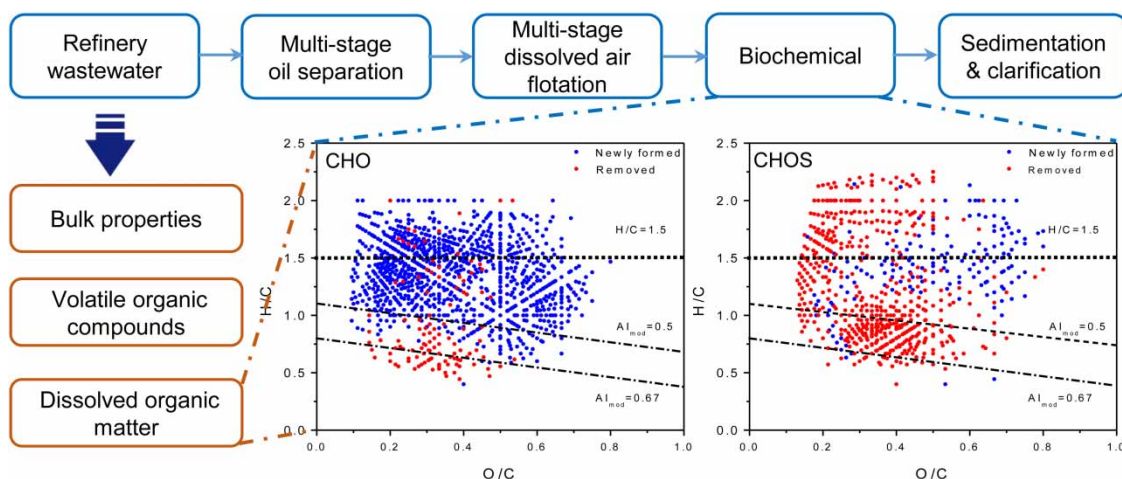 Refinery
wastewater
Multi-stage
oil separation
Multi-stage
dissolved air
flotation
Biochemical
Sedimentation
& clarification
Bulk properties
Volatile organic
compounds
Dissolved organic
matter
CHO
Newly formed
Removed
H/C=1.5
AImod=0.5
AImod=0.67
2.5
2.0
1.5
1.0
0.5
0.0
H/C
0.0 0.2 0.4 0.6 0.8 1.0
O/C
CHOS
Newly formed
Removed
H/C=1.5
AImod=0.5
AImod=0.67
2.5
2.0
1.5
1.0
0.5
0.0
H/C
0.0 0.2 0.4 0.6 0.8 1.0
O/C